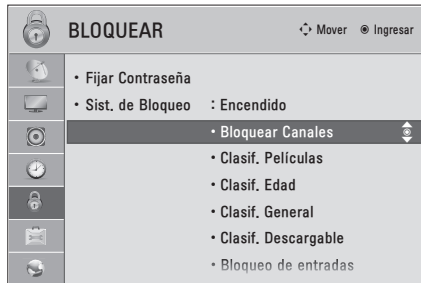 BLOQUEAR
Mover
Ingresar
• Fijar Contraseña
• Sist. de Bloqueo : Encendido
• Bloquear Canales
• Clasif. Películas
• Clasif. Edad
• Clasif. General
• Clasif. Descargable
• Bloqueo de entradas